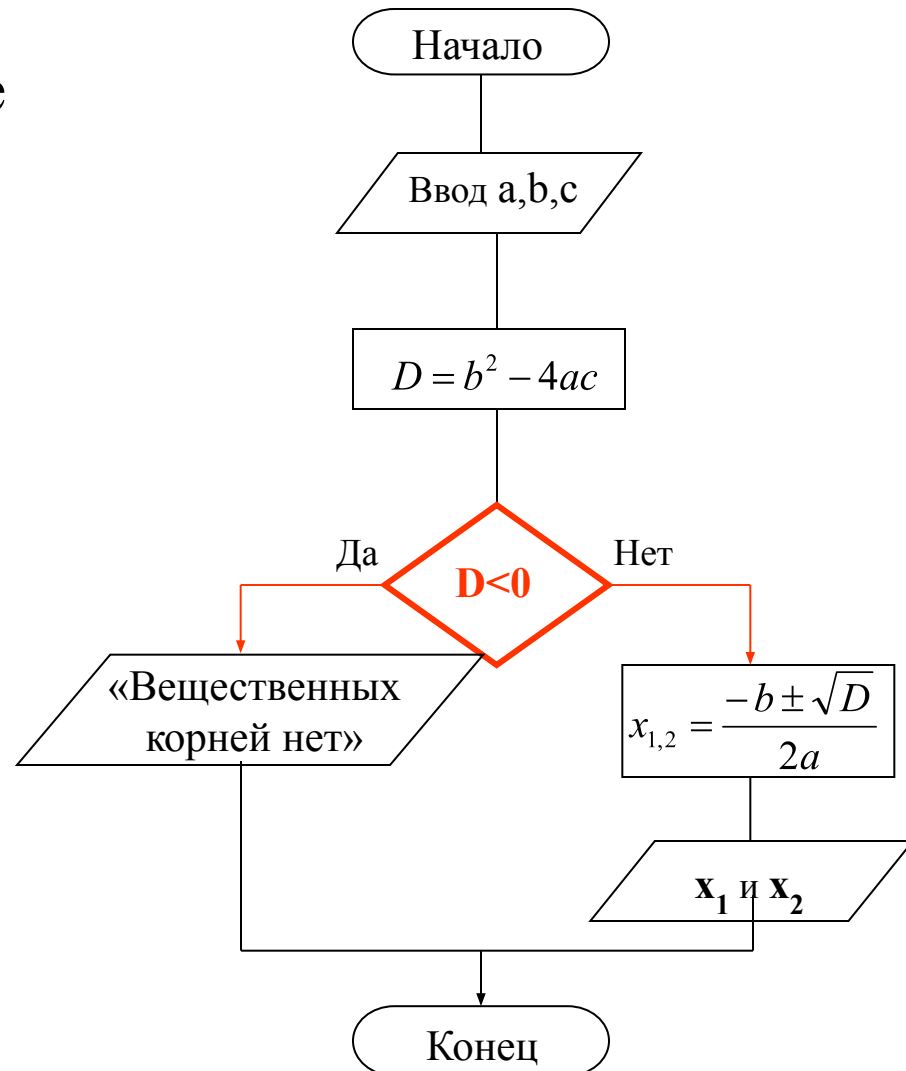 Начало
е
Ввод a,b,c
D = b² − 4ac
Да
Нет
D<0
«Вещественных
корней нет»
x₁,₂ = (−b ± √D) / 2a
x₁ и x₂
Конец